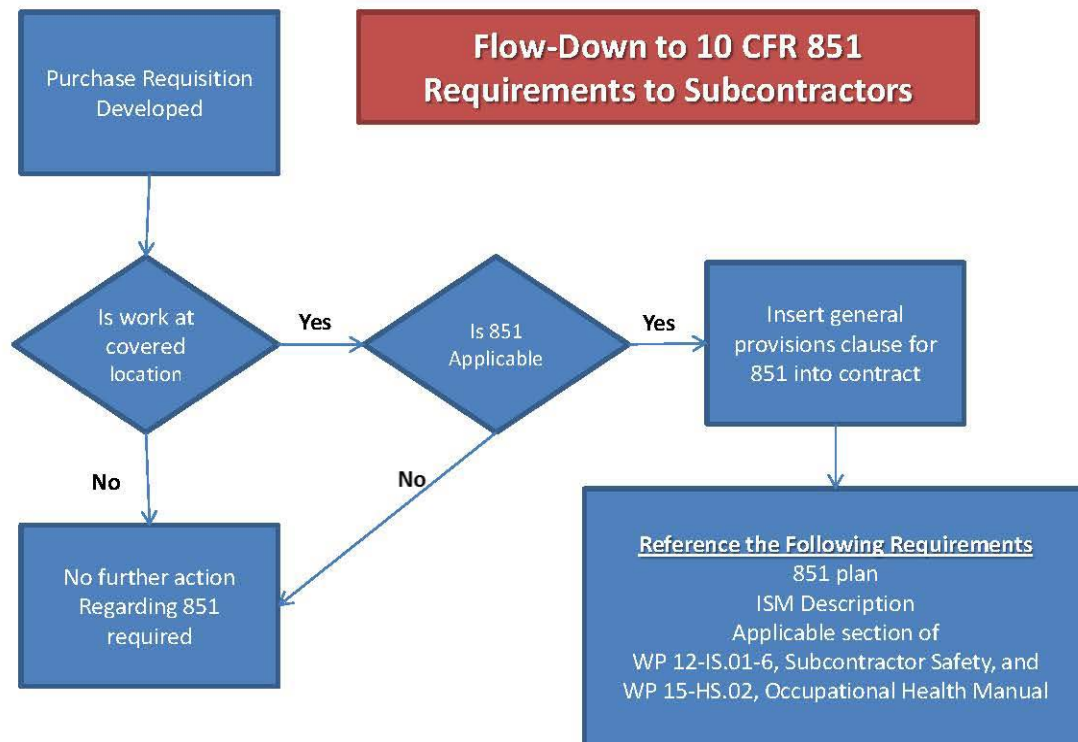 Flow-Down to 10 CFR 851
Requirements to Subcontractors
Purchase Requisition
Developed
Is work at
covered
location
Yes
Is 851
Applicable
Yes
Insert general
provisions clause for
851 into contract
No
No
No further action
Regarding 851
required
Reference the Following Requirements
851 plan
ISM Description
Applicable section of
WP 12-IS.01-6, Subcontractor Safety, and
WP 15-HS.02, Occupational Health Manual